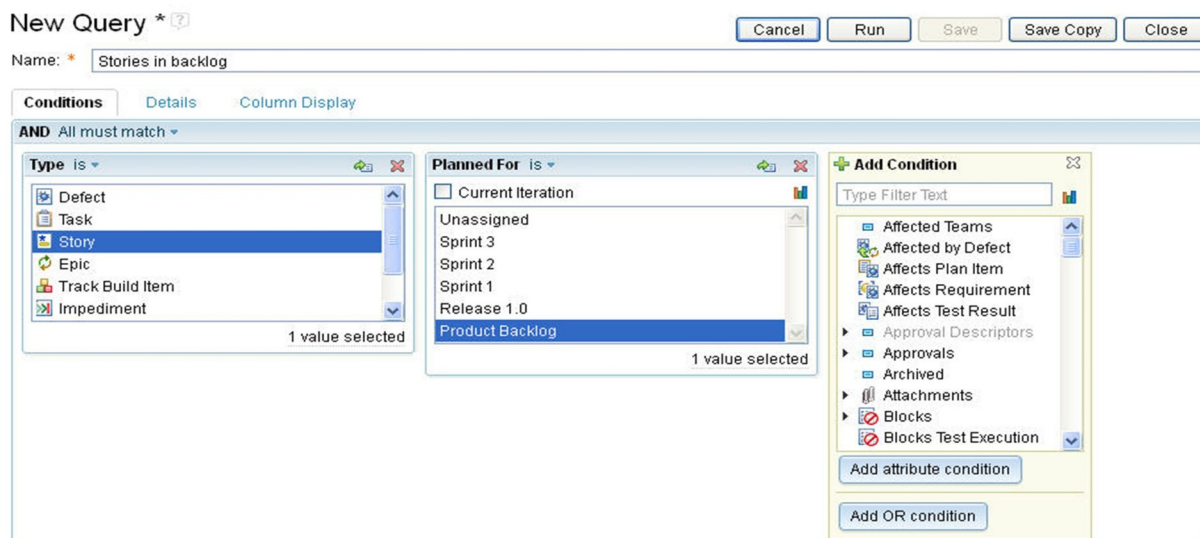 New Query *
Cancel Run Save Save Copy Close
Name: * Stories in backlog
Conditions Details Column Display
AND All must match
Type is
Defect
Task
Story
Epic
Track Build Item
Impediment
1 value selected
Planned For is
Current Iteration
Unassigned
Sprint 3
Sprint 2
Sprint 1
Release 1.0
Product Backlog
1 value selected
Add Condition
Type Filter Text
Affected Teams
Affected by Defect
Affects Plan Item
Affects Requirement
Affects Test Result
Approval Descriptors
Approvals
Archived
Attachments
Blocks
Blocks Test Execution
Add attribute condition
Add OR condition